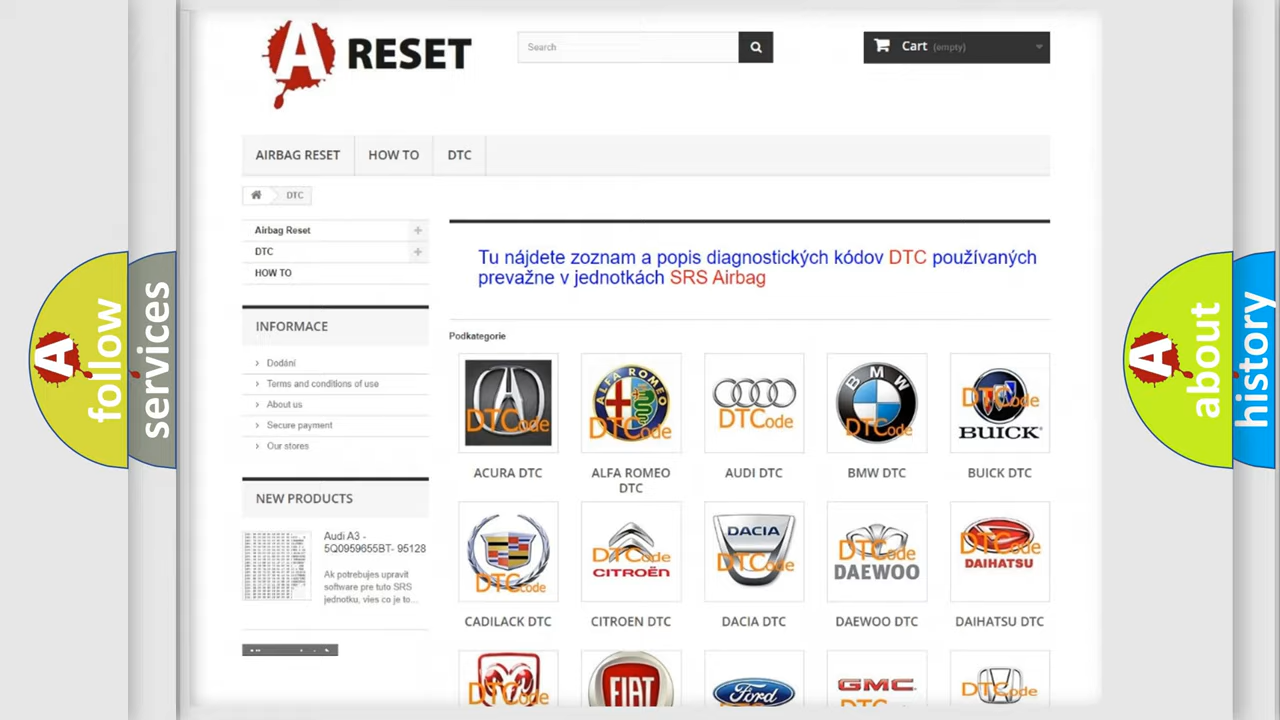 A RESET
Search
Cart (empty)
AIRBAG RESET
HOW TO
DTC
DTC
Airbag Reset
DTC
HOW TO
INFORMACE
Dodání
Terms and conditions of use
About us
Secure payment
Our stores
NEW PRODUCTS
Audi A3 -
5Q0959655BT- 95128
Ak potrebujes upravit
software pre tuto SRS
jednotku, vies co je to...
Tu nájdete zoznam a popis diagnostických kódov DTC používaných
prevažne v jednotkách SRS Airbag
Podkategorie
DTCode
ALFA ROMEO
DTCode
DTCode
BMW
DTCode
DTCode
BUICK
ACURA DTC
ALFA ROMEO
DTC
AUDI DTC
BMW DTC
BUICK DTC
DTCode
DTCode
CITROËN
DACIA
DTCode
DTCode
DAEWOO
DTCode
DAIHATSU
CADILACK DTC
CITROEN DTC
DACIA DTC
DAEWOO DTC
DAIHATSU DTC
DTCode
FIAT
Ford
GMC
DTCode
A
follow
services
A
about
history